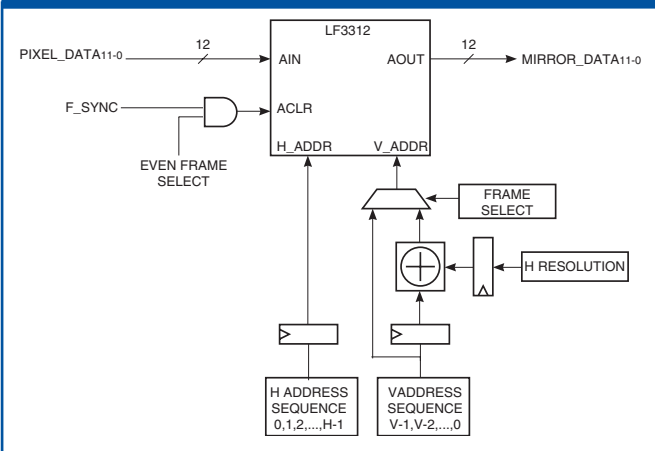 LF3312
PIXEL_DATA11-0
12
AIN
AOUT
12
MIRROR_DATA11-0
F_SYNC
ACLR
EVEN FRAME
SELECT
H_ADDR
V_ADDR
FRAME
SELECT
H RESOLUTION
H ADDRESS
SEQUENCE
0,1,2,...,H-1
VADDRESS
SEQUENCE
V-1,V-2,...,0